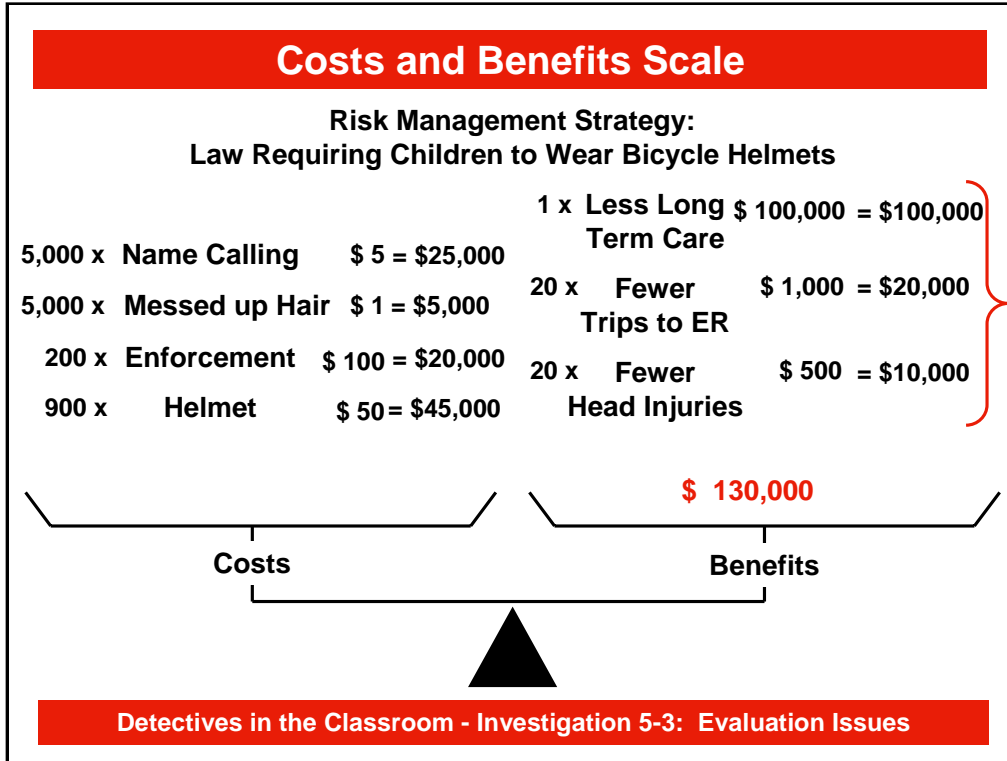 Costs and Benefits Scale
Risk Management Strategy:
Law Requiring Children to Wear Bicycle Helmets
5,000 x Name Calling $ 5 = $25,000
5,000 x Messed up Hair $ 1 = $5,000
200 x Enforcement $ 100 = $20,000
900 x Helmet $ 50 = $45,000
1 x Less Long $ 100,000 = $100,000
Term Care
20 x Fewer $ 1,000 = $20,000
Trips to ER
20 x Fewer $ 500 = $10,000
Head Injuries
$ 130,000
Costs
Benefits
Detectives in the Classroom - Investigation 5-3: Evaluation Issues